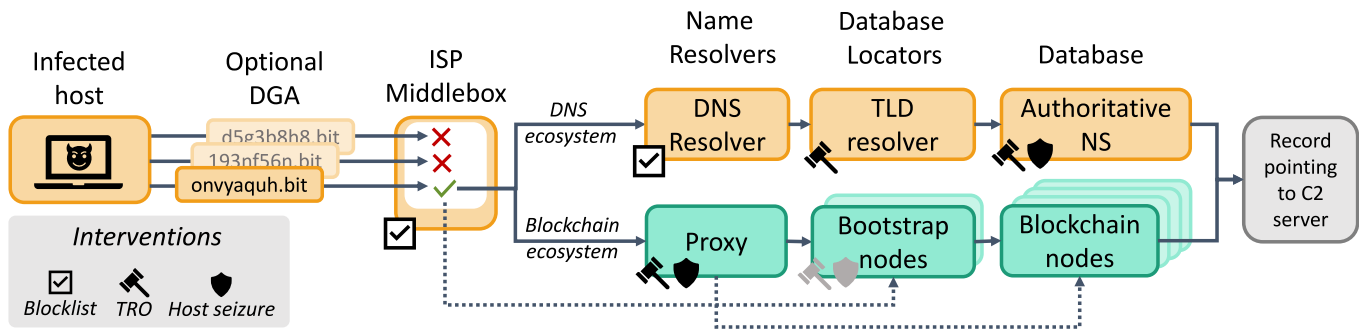 Infected
host
Optional
DGA
ISP
Middlebox
Name
Resolvers
Database
Locators
Database
d5g3b8h8.bit
193nf56n.bit
onvyaquh.bit
DNS
ecosystem
DNS
Resolver
TLD
resolver
Authoritative
NS
Record
pointing
to C2
server
Blockchain
ecosystem
Proxy
Bootstrap
nodes
Blockchain
nodes
Interventions
Blocklist
TRO
Host seizure